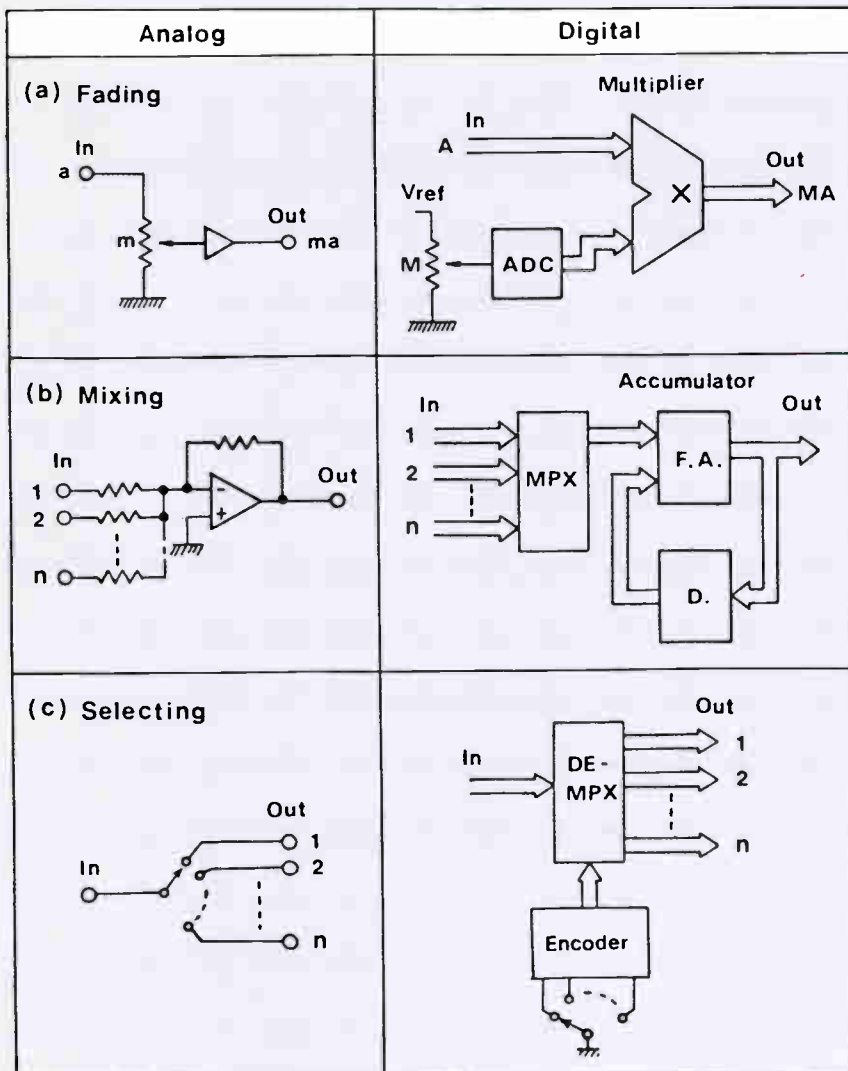 Analog
Digital
(a) Fading
In
a
m
Out
ma
Multiplier
In
A
Vref
M
ADC
X
Out
MA
(b) Mixing
In
1
2
n
-
+
Out
Accumulator
In
1
2
n
MPX
F.A.
D.
Out
(c) Selecting
In
Out
1
2
n
In
DE-
MPX
Out
1
2
n
Encoder